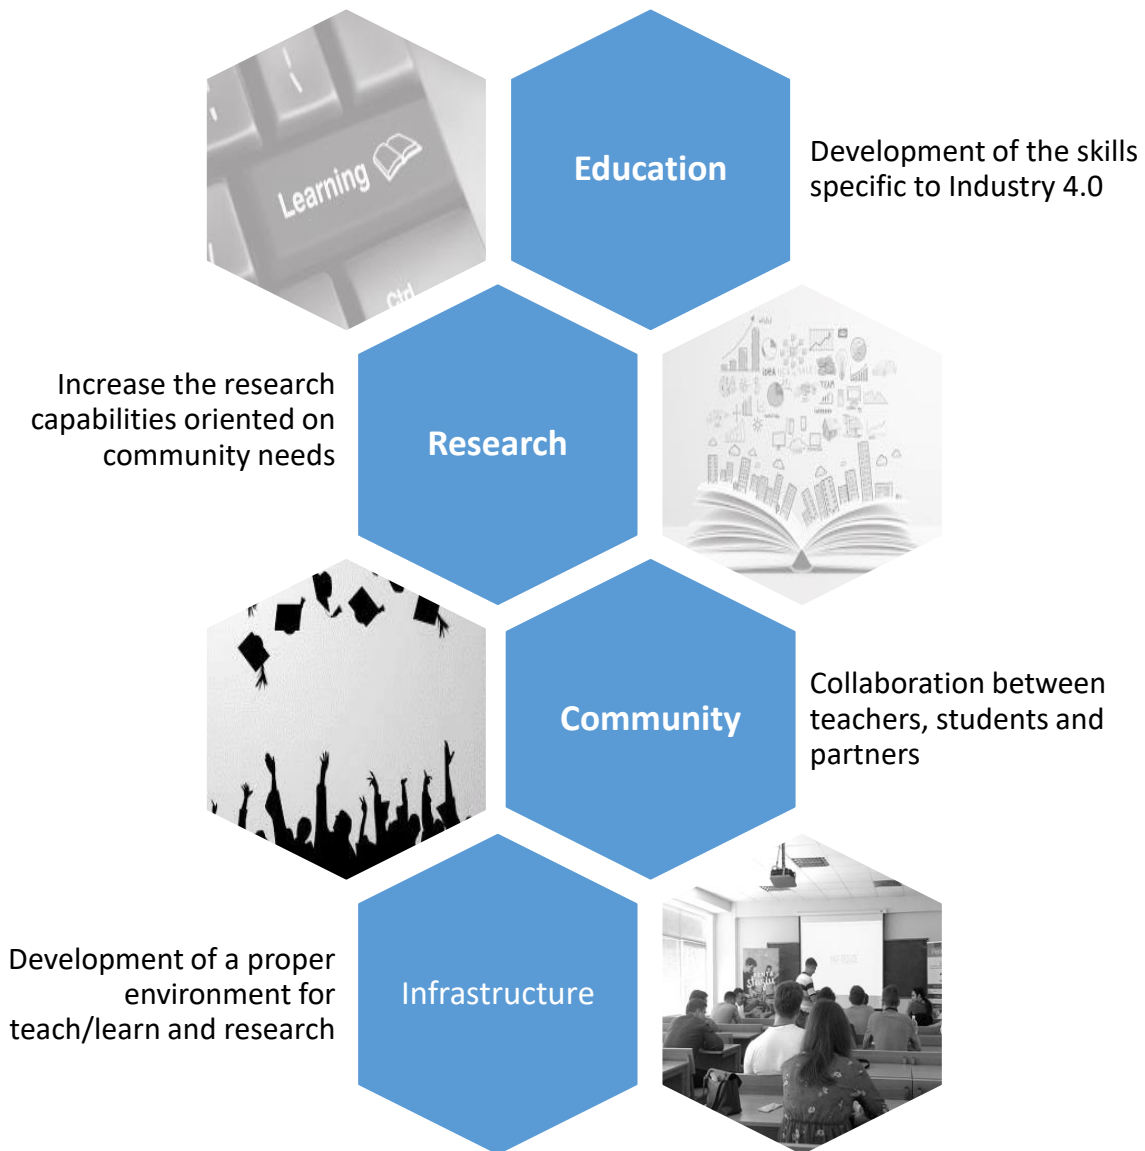 Learning
Ctrl
Education
Development of the skills
specific to Industry 4.0
Increase the research
capabilities oriented on
community needs
Research
IDEA
TEAM
Community
Collaboration between
teachers, students and
partners
Development of a proper
environment for
teach/learn and research
Infrastructure